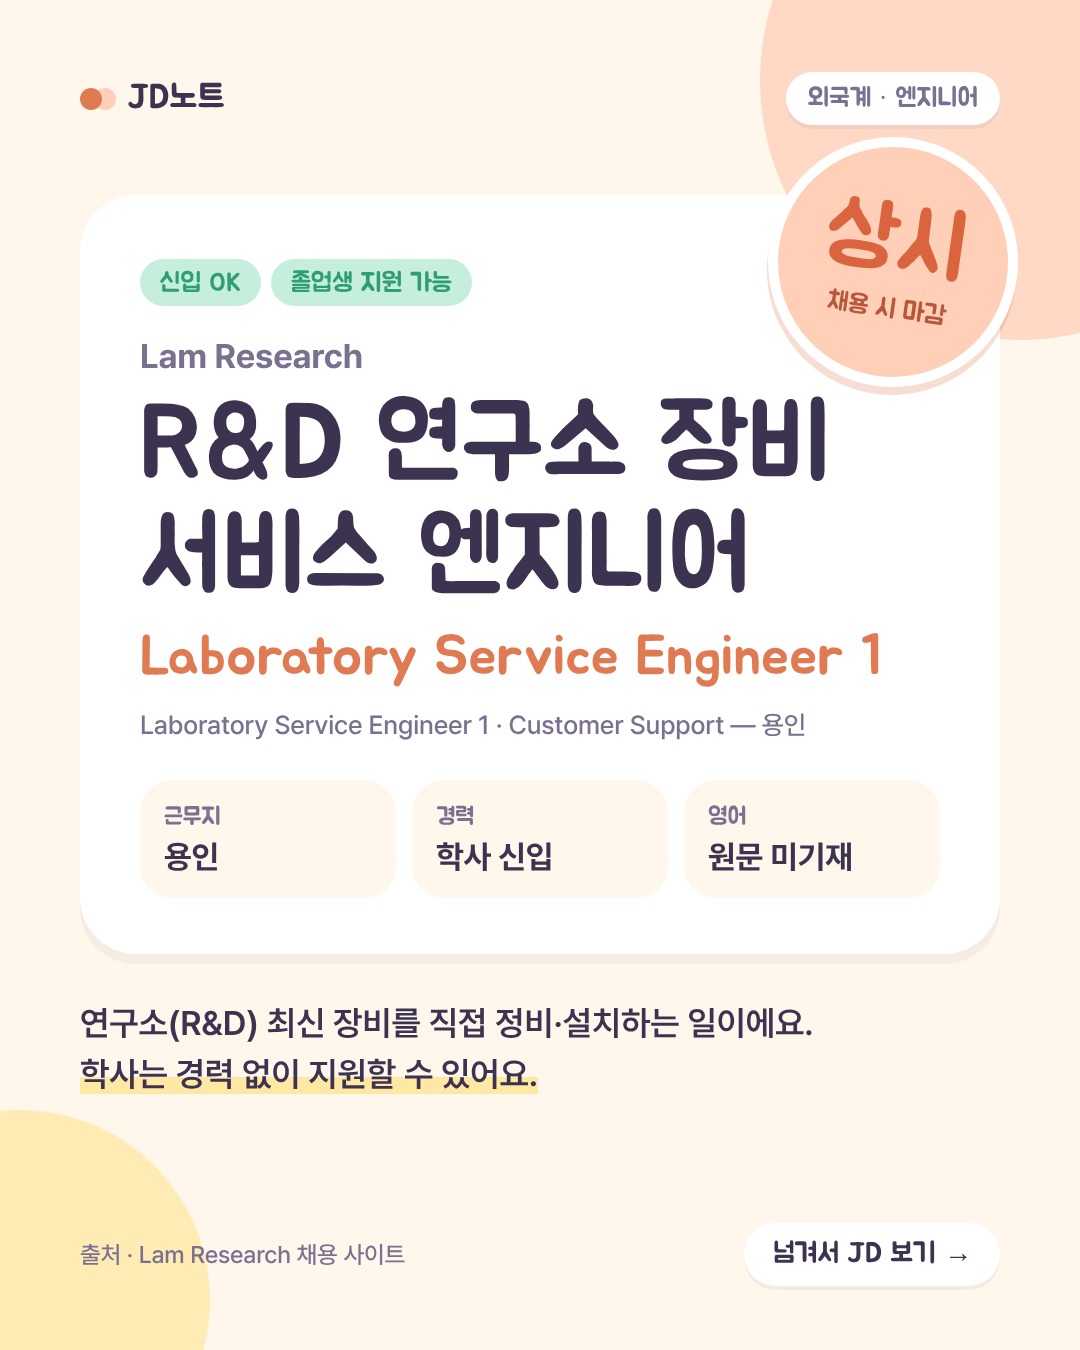 JD노트
외국계 · 엔지니어
상시
채용 시 마감
신입 OK
졸업생 지원 가능
Lam Research
R&D 연구소 장비
서비스 엔지니어
Laboratory Service Engineer 1
Laboratory Service Engineer 1 · Customer Support — 용인
근무지
용인
경력
학사 신입
영어
원문 미기재
연구소(R&D) 최신 장비를 직접 정비·설치하는 일이에요.
학사는 경력 없이 지원할 수 있어요.
출처 · Lam Research 채용 사이트
넘겨서 JD 보기 →